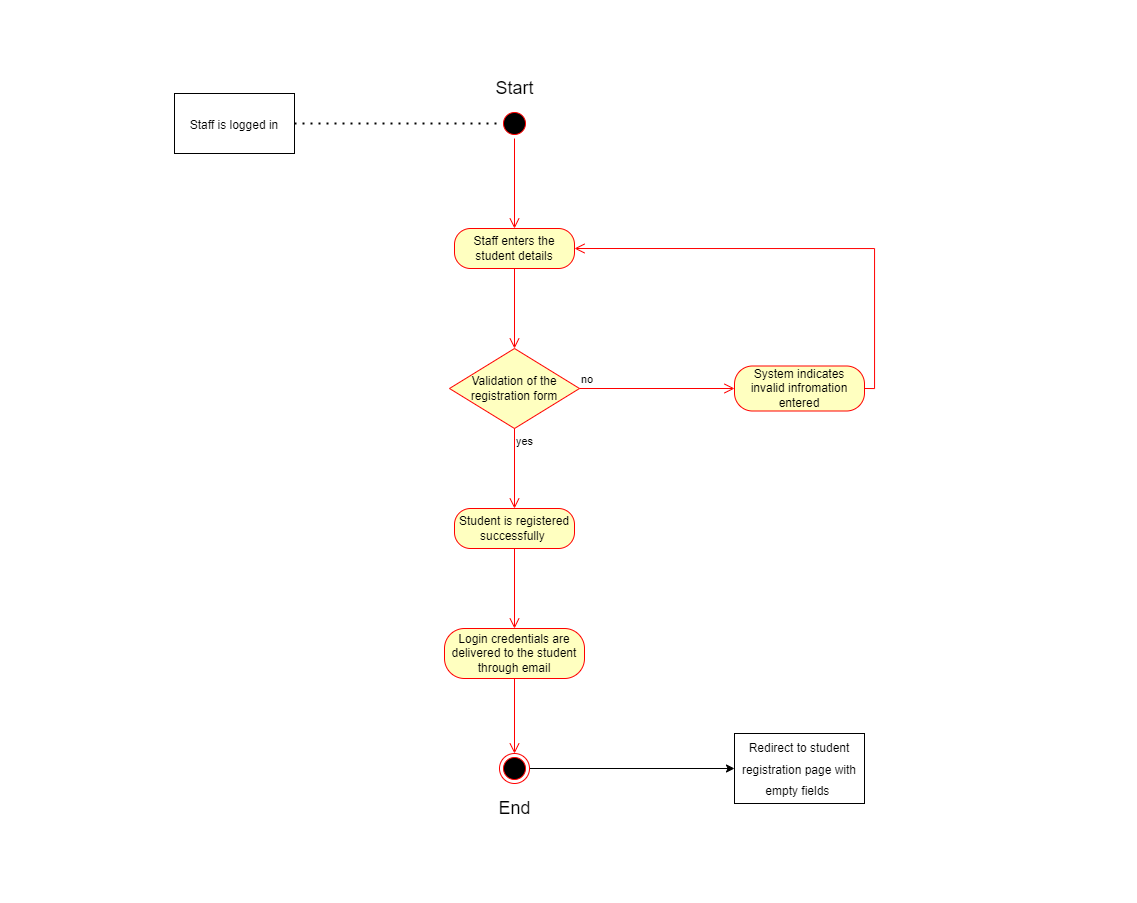 Start
Staff is logged in
Staff enters the
student details
Validation of the
registration form
no
System indicates
invalid infromation
entered
yes
Student is registered
successfully
Login credentials are
delivered to the student
through email
Redirect to student
registration page with
empty fields
End